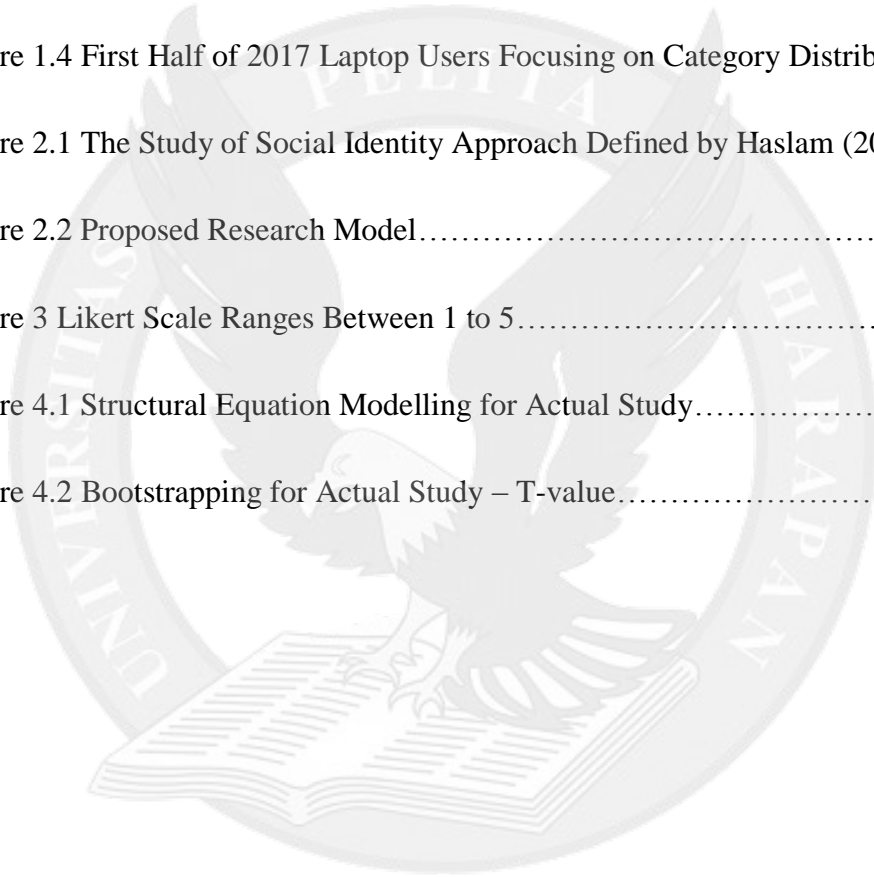 re 1.4 First Half of 2017 Laptop Users Focusing on Category Distrib
re 2.1 The Study of Social Identity Approach Defined by Haslam (20
re 2.2 Proposed Research Model…………………………………………
re 3 Likert Scale Ranges Between 1 to 5………………………………
re 4.1 Structural Equation Modelling for Actual Study………………
re 4.2 Bootstrapping for Actual Study – T-value………………………
UNIVERSITAS PELITA HARAPAN